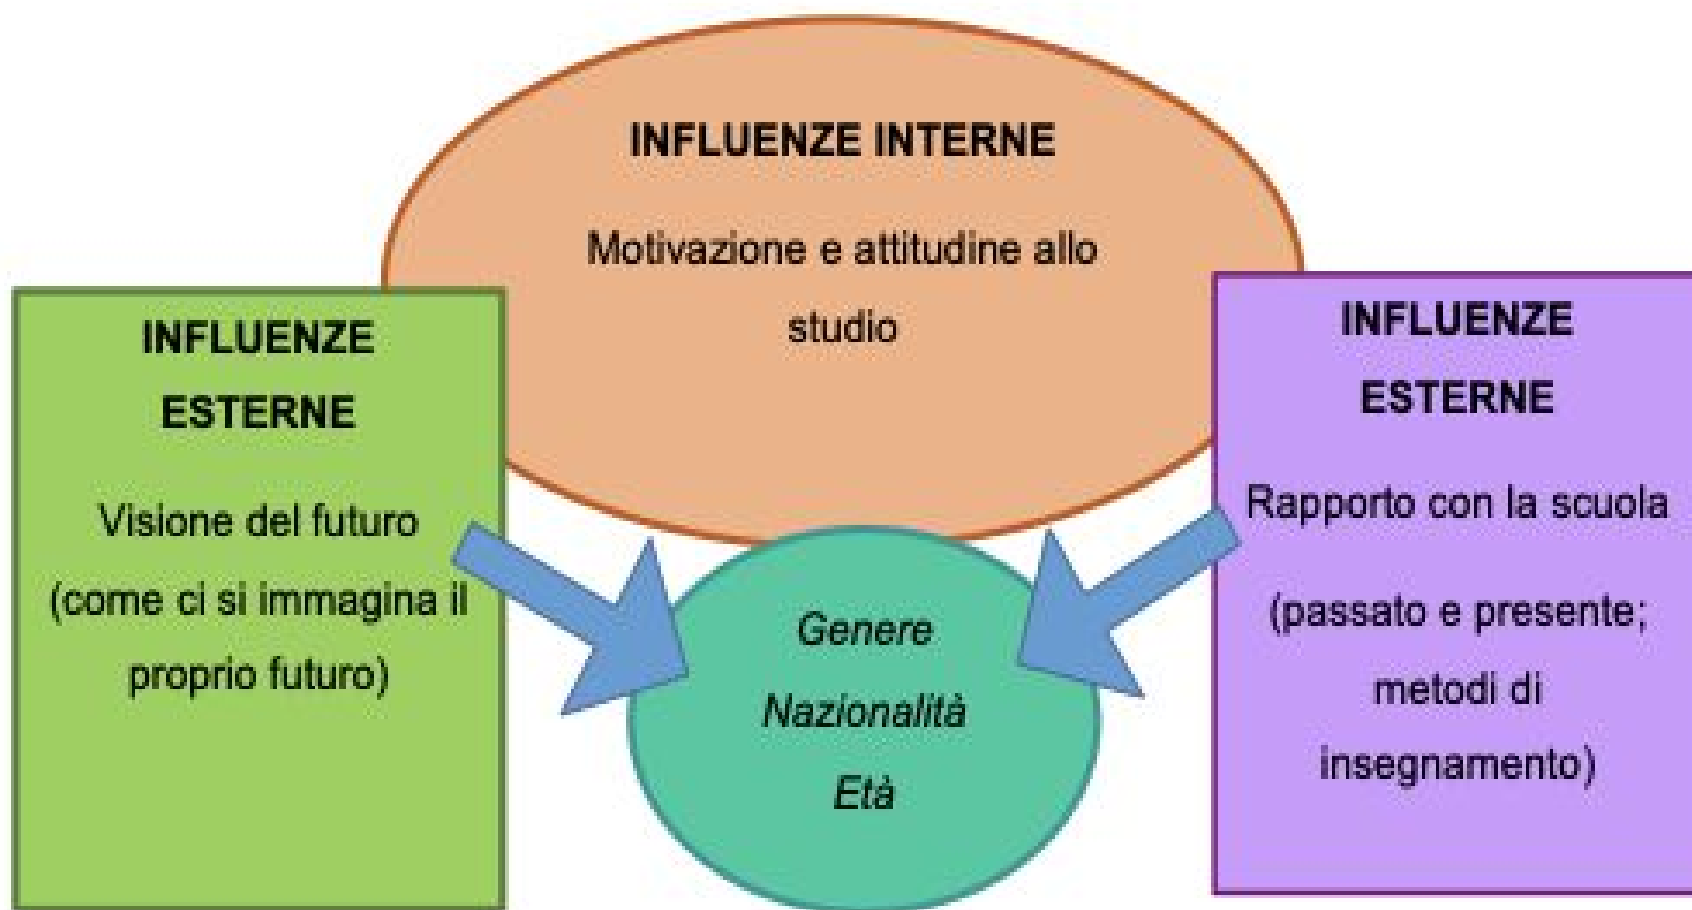 INFLUENZE INTERNE
Motivazione e attitudine allo
studio
INFLUENZE
ESTERNE
Visione del futuro
(come ci si immagina il
proprio futuro)
Genere
Nazionalità
Età
INFLUENZE
ESTERNE
Rapporto con la scuola
(passato e presente;
metodi di
insegnamento)